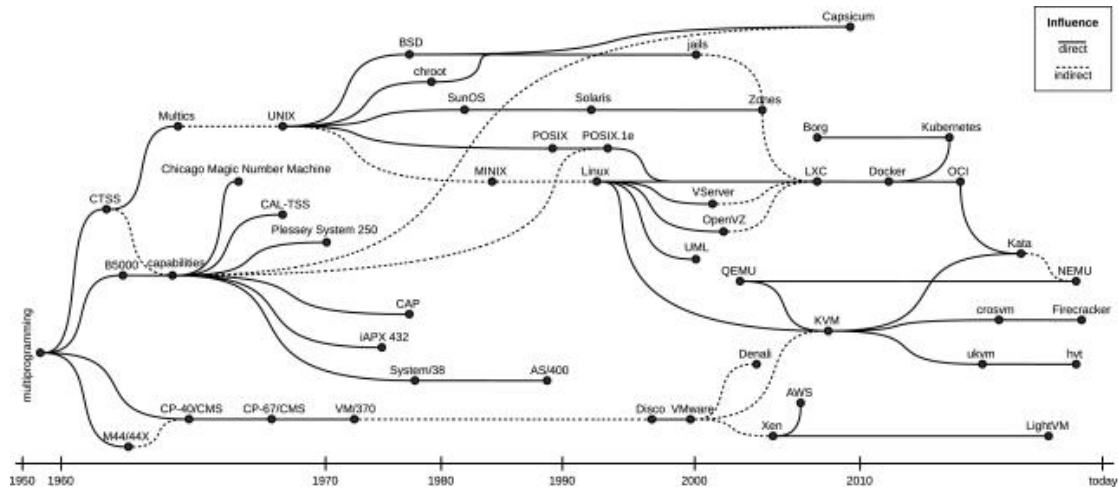 Capsicum
Influence
direct
indirect
BSD
jails
chroot
SunOS
Solaris
Zones
Multics
UNIX
POSIX
POSIX.1e
Borg
Kubernetes
Chicago Magic Number Machine
MINIX
Linux
LXC
Docker
OCI
CTSS
CAL-TSS
VServer
Plessey System 250
OpenVZ
UML
B5000
capabilities
Kata
QEMU
NEMU
CAP
multiprogramming
crosvm
Firecracker
KVM
iAPX 432
Denali
ukvm
hvt
System/38
AS/400
AWS
CP-40/CMS
CP-67/CMS
VM/370
Disco
VMware
M44/44X
Xen
LightVM
1950
1960
1970
1980
1990
2000
2010
today